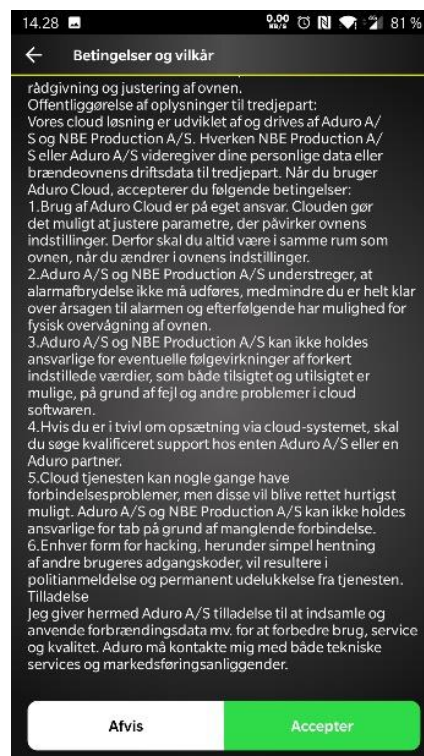 14.28
0.00
KB/S
4G
81 %
Betingelser og vilkår
rådgivning og justering af ovnen.
Offentliggørelse af oplysninger til tredjepart:
Vores cloud løsning er udviklet af og drives af Aduro A/
S og NBE Production A/S. Hverken NBE Production A/
S eller Aduro A/S videregiver dine personlige data eller
brændeovnens driftsdata til tredjepart. Når du bruger
Aduro Cloud, accepterer du følgende betingelser:
1.Brug af Aduro Cloud er på eget ansvar. Clouden gør
det muligt at justere parametre, der påvirker ovnens
indstillinger. Derfor skal du altid være i samme rum som
ovnen, når du ændrer i ovnens indstillinger.
2.Aduro A/S og NBE Production A/S understreger, at
alarmafbrydelse ikke må udføres, medmindre du er helt klar
over årsagen til alarmen og efterfølgende har mulighed for
fysisk overvågning af ovnen.
3.Aduro A/S og NBE Production A/S kan ikke holdes
ansvarlige for eventuelle følgevirkninger af forkert
indstillede værdier, som både tilsigtet og utilsigtet er
mulige, på grund af fejl og andre problemer i cloud
softwaren.
4.Hvis du er i tvivl om opsætning via cloud-systemet, skal
du søge kvalificeret support hos enten Aduro A/S eller en
Aduro partner.
5.Cloud tjenesten kan nogle gange have
forbindelsesproblemer, men disse vil blive rettet hurtigst
muligt. Aduro A/S og NBE Production A/S kan ikke holdes
ansvarlige for tab på grund af manglende forbindelse.
6.Enhver form for hacking, herunder simpel hentning
af andre brugeres adgangskoder, vil resultere i
politianmeldelse og permanent udelukkelse fra tjenesten.
Tilladelse
Jeg giver hermed Aduro A/S tilladelse til at indsamle og
anvende forbrændingsdata mv. for at forbedre brug, service
og kvalitet. Aduro må kontakte mig med både tekniske
services og markedsføringsanliggender.
Afvis
Accepter